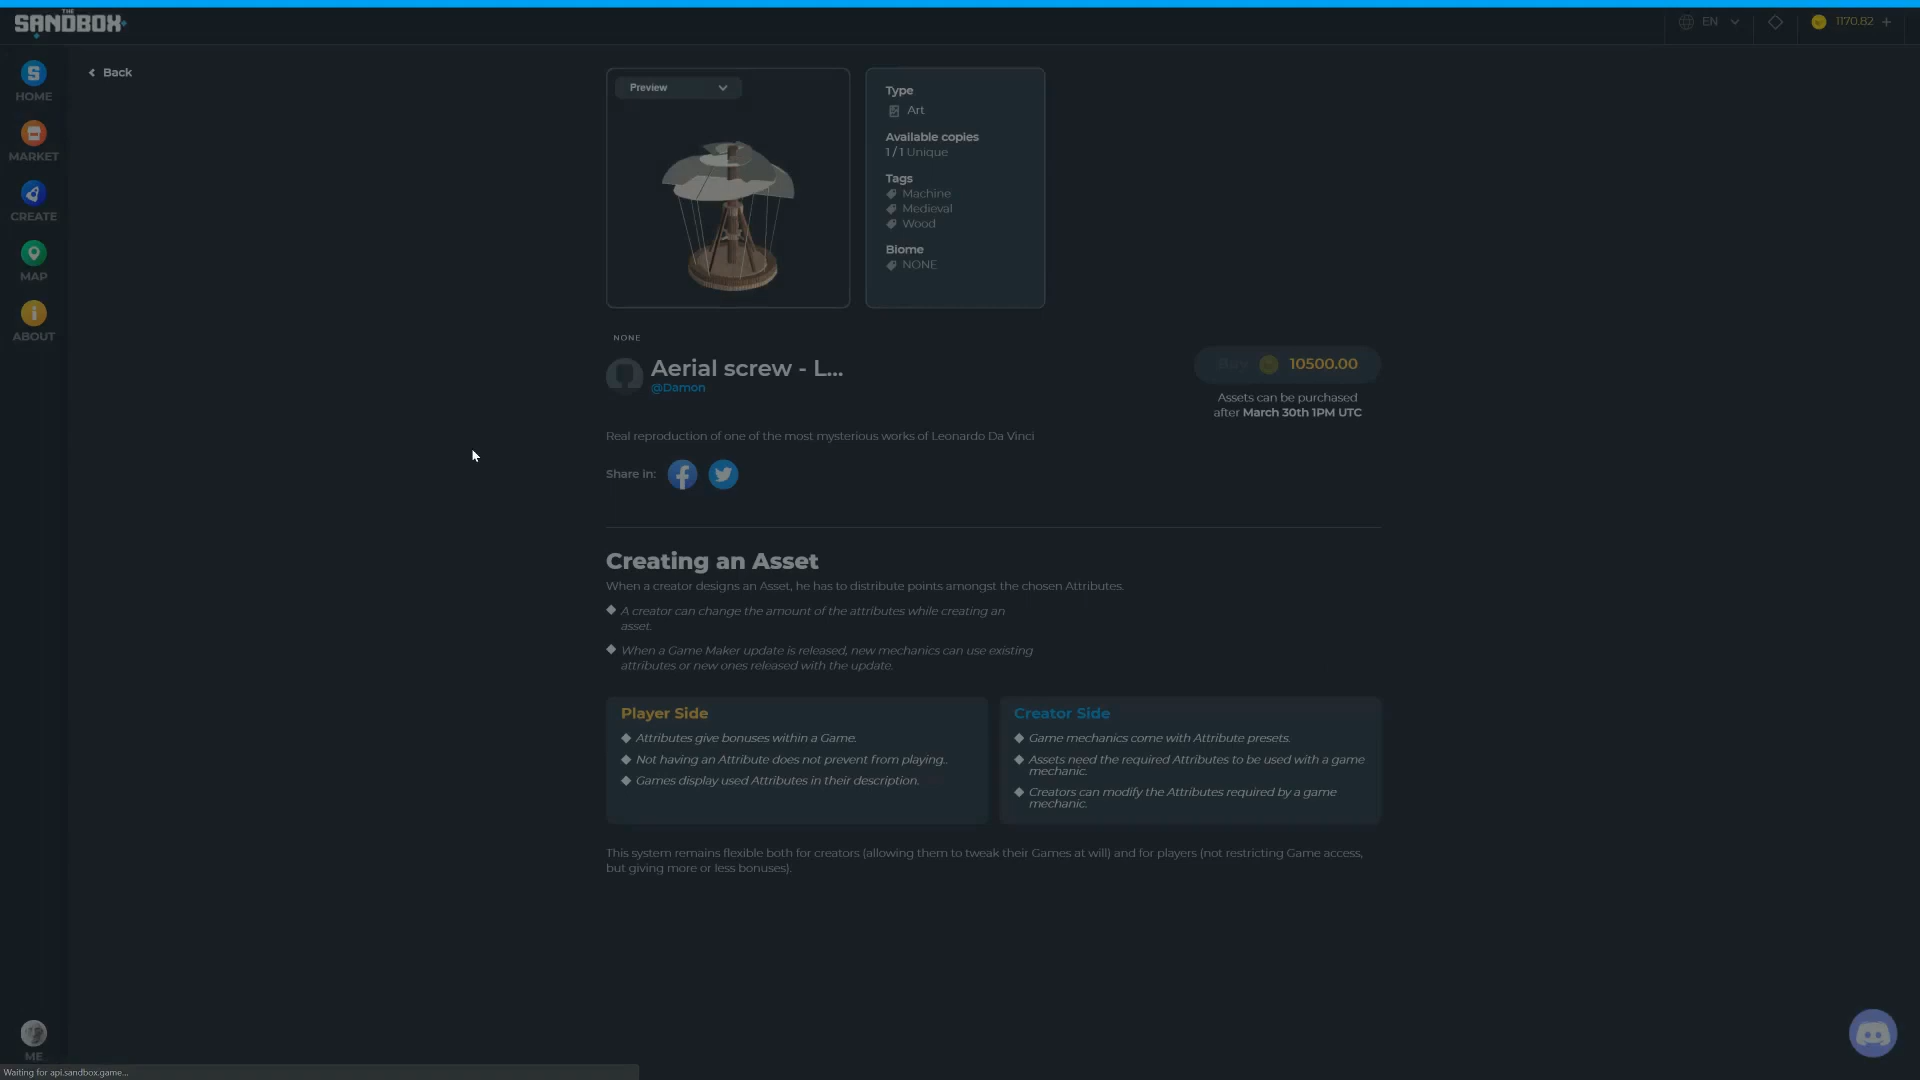 THE
SANDBOX
EN
1170.82 +
HOME
MARKET
CREATE
MAP
ABOUT
ME
Back
Preview
Type
Art
Available copies
1 / 1 Unique
Tags
Machine
Medieval
Wood
Biome
NONE
NONE
Aerial screw - L...
@Damon
Buy 10500.00
Assets can be purchased
after March 30th 1PM UTC
Real reproduction of one of the most mysterious works of Leonardo Da Vinci
Share in:
Creating an Asset
When a creator designs an Asset, he has to distribute points amongst the chosen Attributes.
A creator can change the amount of the attributes while creating an
asset.
When a Game Maker update is released, new mechanics can use existing
attributes or new ones released with the update.
Player Side
Attributes give bonuses within a Game.
Not having an Attribute does not prevent from playing..
Games display used Attributes in their description.
Creator Side
Game mechanics come with Attribute presets.
Assets need the required Attributes to be used with a game
mechanic.
Creators can modify the Attributes required by a game
mechanic.
This system remains flexible both for creators (allowing them to tweak their Games at will) and for players (not restricting Game access,
but giving more or less bonuses).
Waiting for api.sandbox.game...